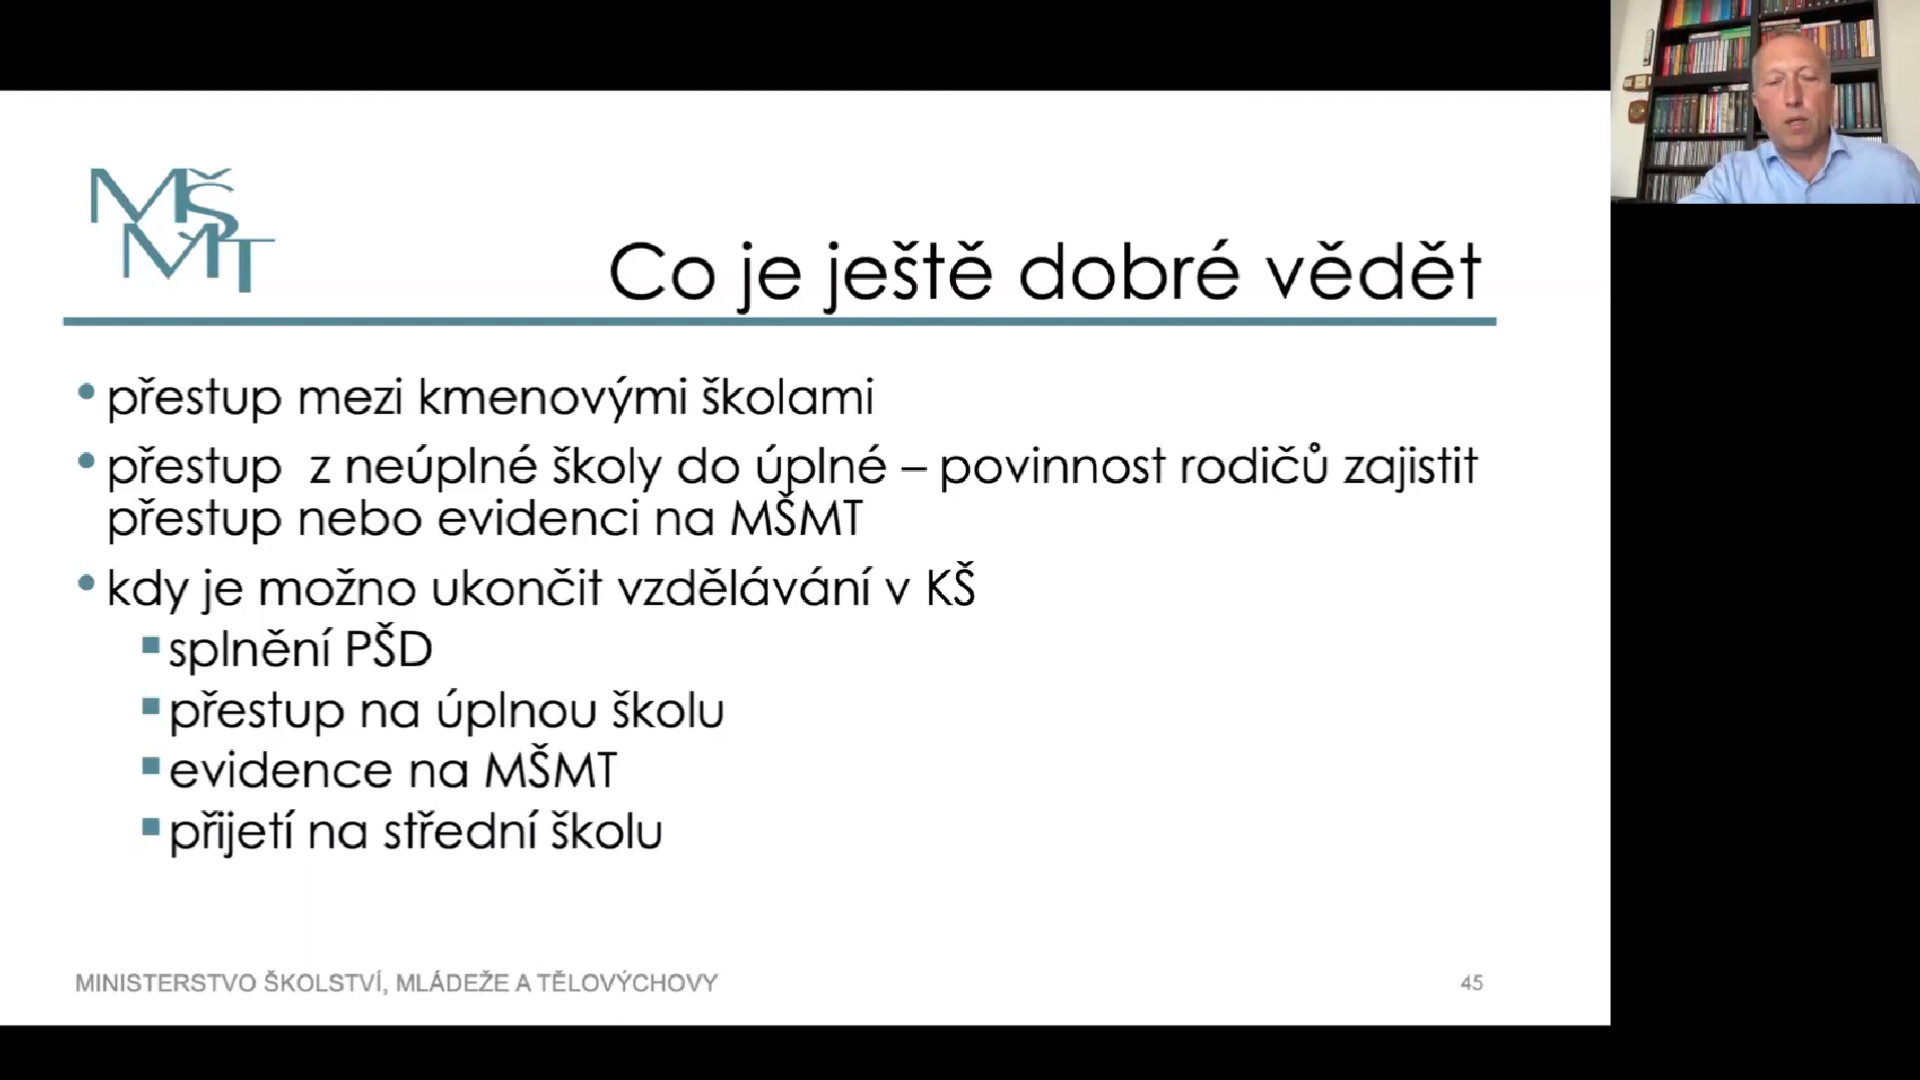 MŠ
MT
Co je ještě dobré vědět
• přestup mezi kmenovými školami
• přestup z neúplné školy do úplné – povinnost rodičů zajistit
přestup nebo evidenci na MŠMT
• kdy je možno ukončit vzdělávání v KŠ
▪ splnění PŠD
▪ přestup na úplnou školu
▪ evidence na MŠMT
▪ přijetí na střední školu
MINISTERSTVO ŠKOLSTVÍ, MLÁDEŽE A TĚLOVÝCHOVY
45